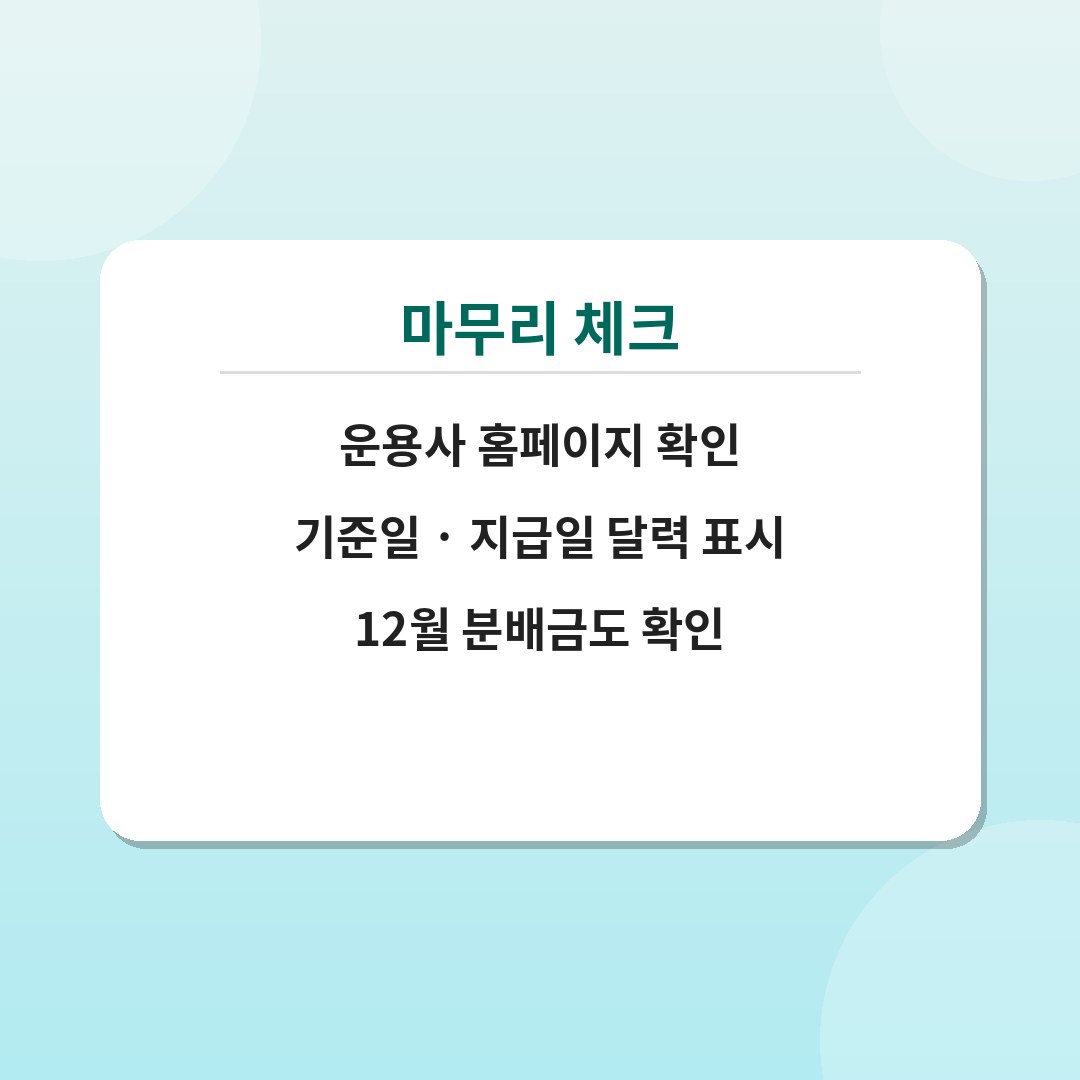 마무리 체크
운용사 홈페이지 확인
기준일 · 지급일 달력 표시
12월 분배금도 확인